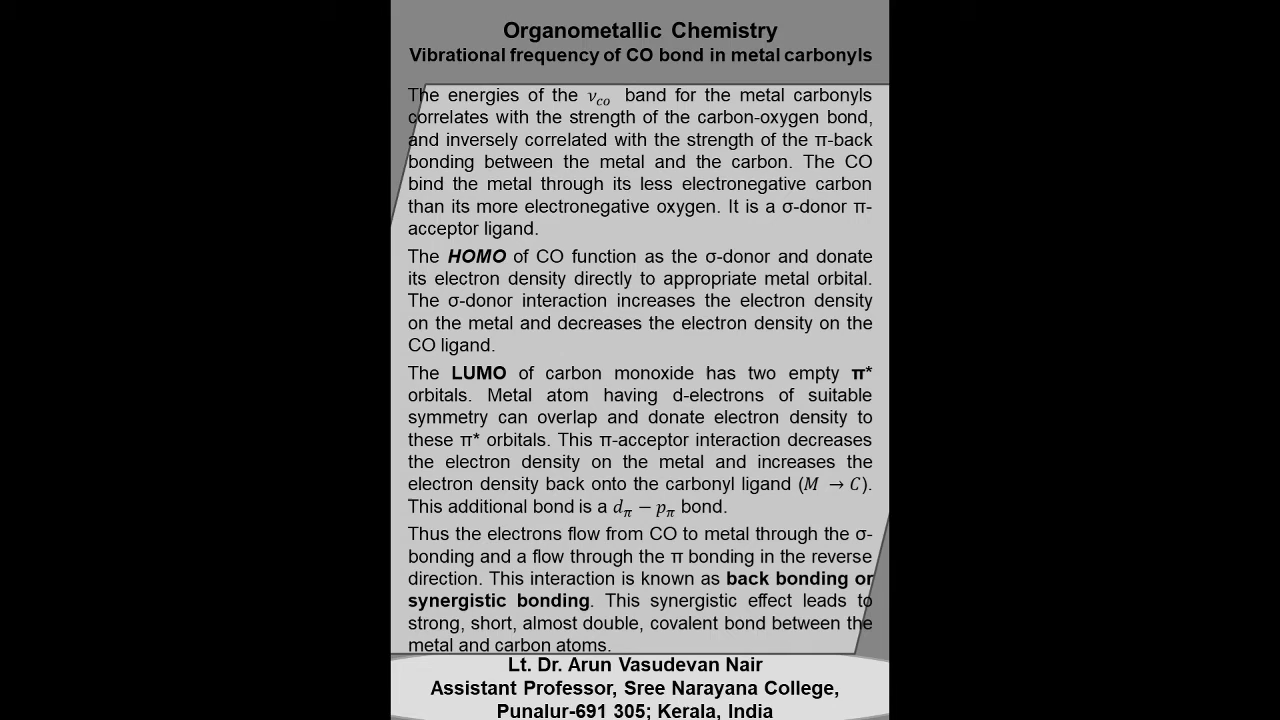 Organometallic Chemistry
Vibrational frequency of CO bond in metal carbonyls
The energies of the ν_co band for the metal carbonyls
correlates with the strength of the carbon-oxygen bond,
and inversely correlated with the strength of the π-back
bonding between the metal and the carbon. The CO
bind the metal through its less electronegative carbon
than its more electronegative oxygen. It is a σ-donor π-
acceptor ligand.
The HOMO of CO function as the σ-donor and donate
its electron density directly to appropriate metal orbital.
The σ-donor interaction increases the electron density
on the metal and decreases the electron density on the
CO ligand.
The LUMO of carbon monoxide has two empty π*
orbitals. Metal atom having d-electrons of suitable
symmetry can overlap and donate electron density to
these π* orbitals. This π-acceptor interaction decreases
the electron density on the metal and increases the
electron density back onto the carbonyl ligand (M → C).
This additional bond is a d_π − p_π bond.
Thus the electrons flow from CO to metal through the σ-
bonding and a flow through the π bonding in the reverse
direction. This interaction is known as back bonding or
synergistic bonding. This synergistic effect leads to
strong, short, almost double, covalent bond between the
metal and carbon atoms.
Lt. Dr. Arun Vasudevan Nair
Assistant Professor, Sree Narayana College,
Punalur-691 305; Kerala, India